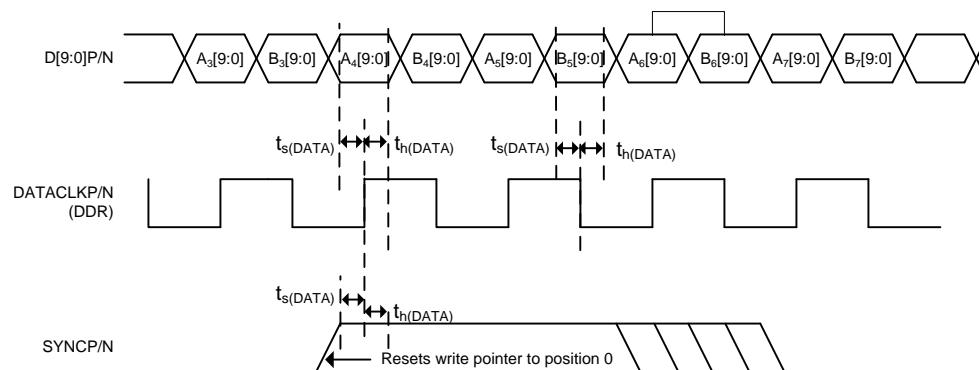 D[9:0]P/N A3[9:0] B3[9:0] A4[9:0] B4[9:0] A5[9:0] B5[9:0] A6[9:0] B6[9:0] A7[9:0] B7[9:0]
ts(DATA) th(DATA) ts(DATA) th(DATA)
DATACLKP/N
(DDR)
ts(DATA)
th(DATA)
SYNCP/N
Resets write pointer to position 0